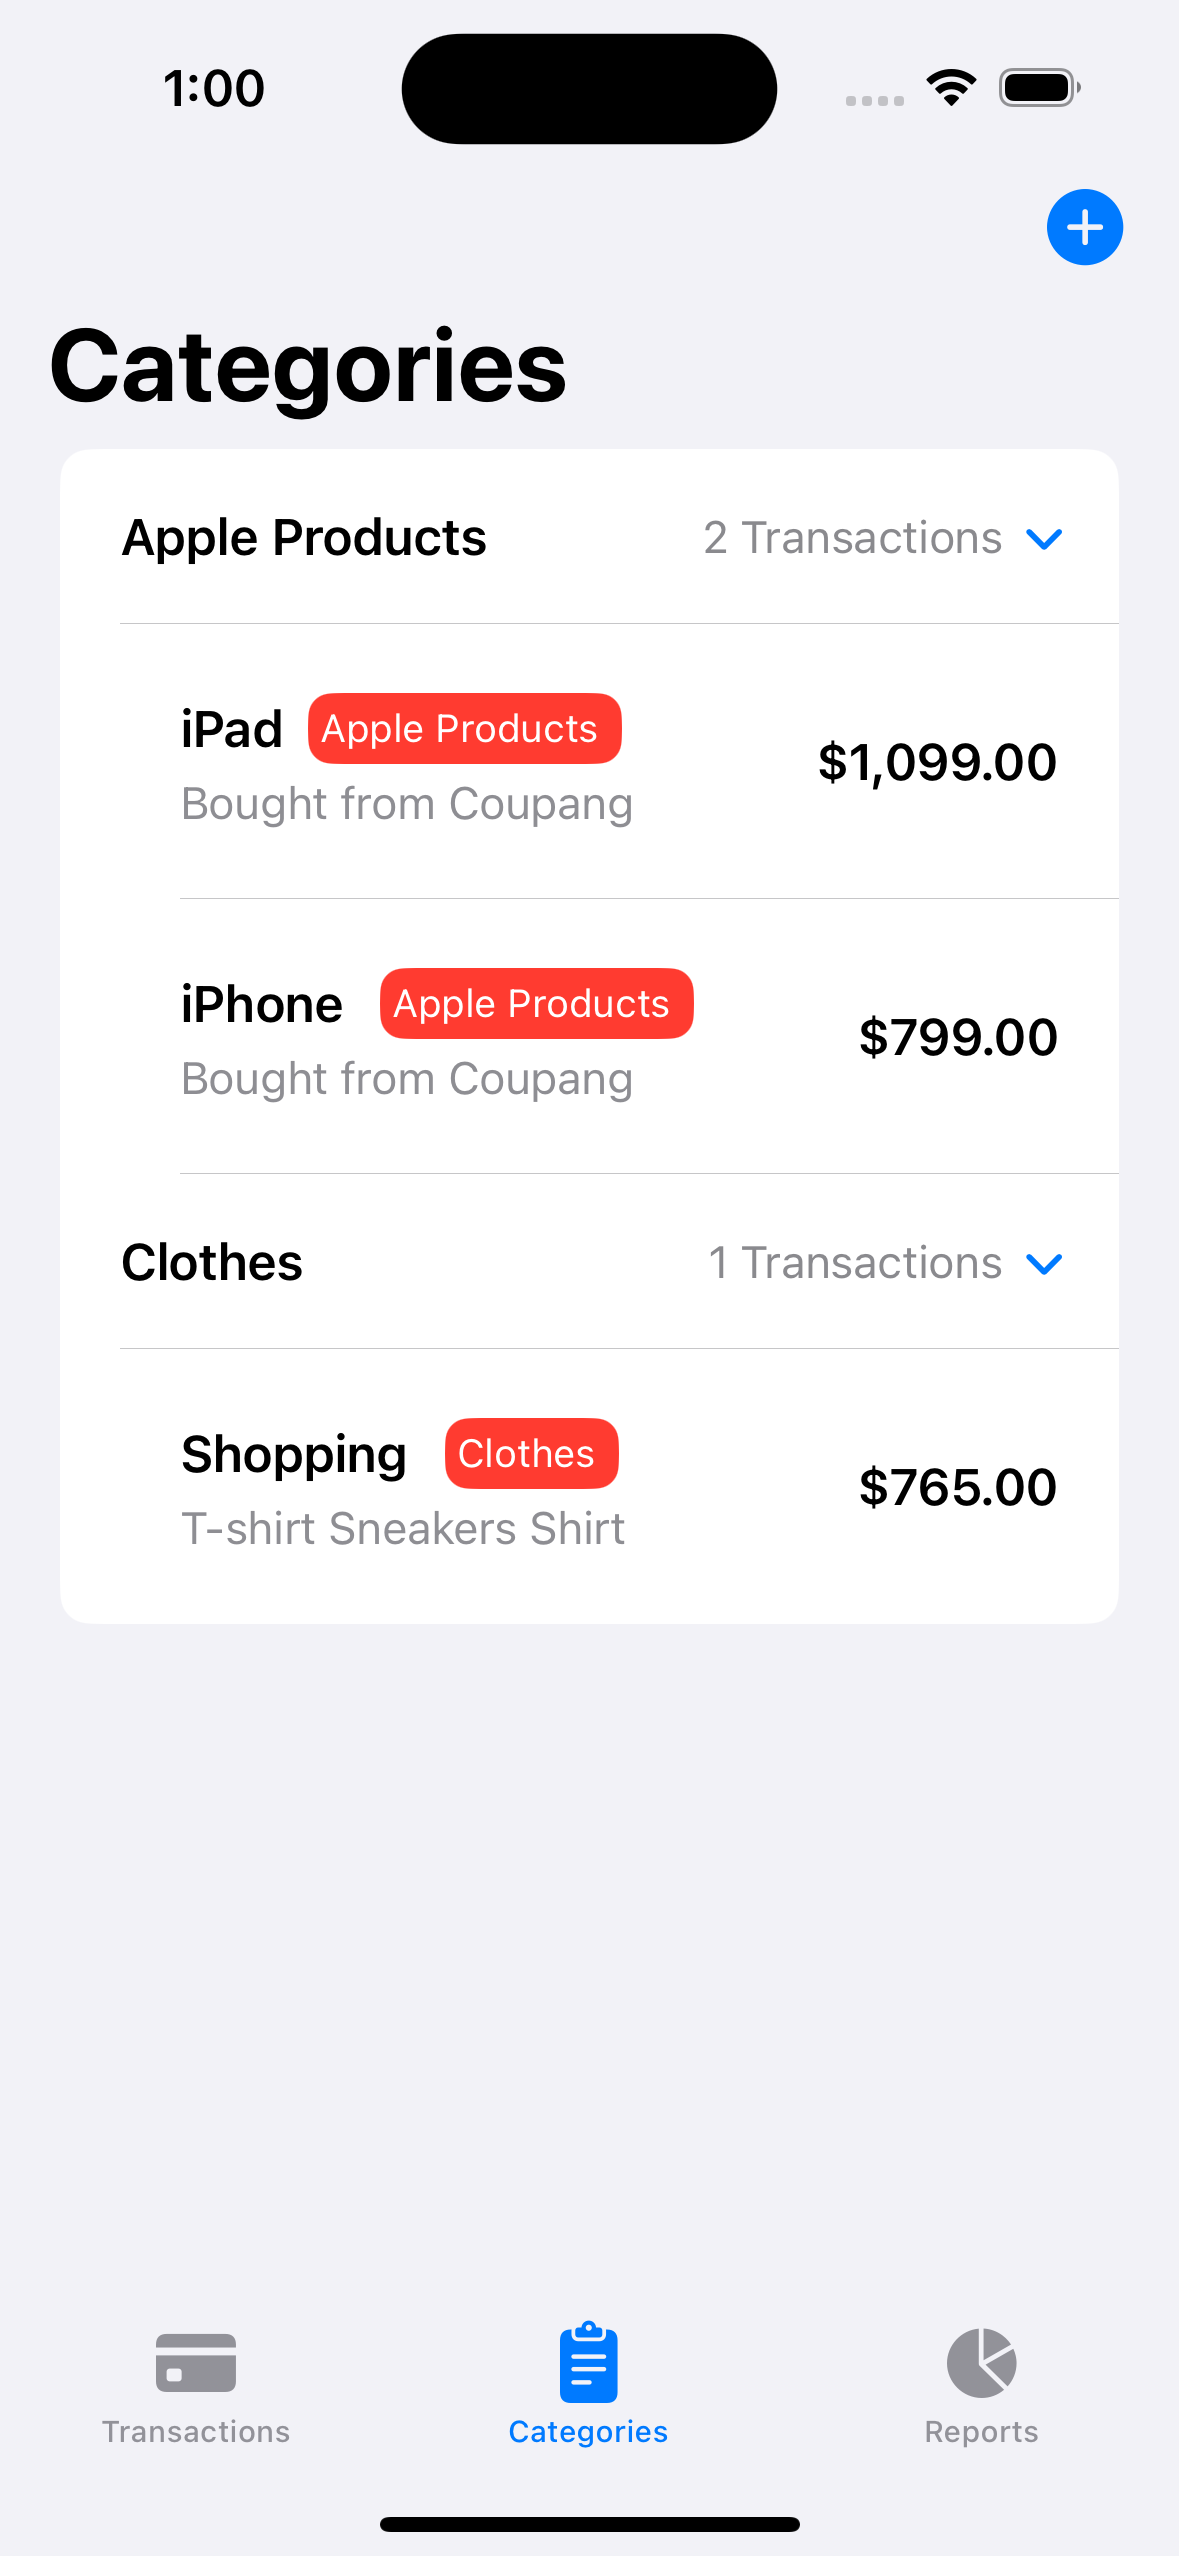 1:00
Categories
Apple Products 2 Transactions
iPad Apple Products
$1,099.00
Bought from Coupang
iPhone Apple Products
$799.00
Bought from Coupang
Clothes 1 Transactions
Shopping Clothes
$765.00
T-shirt Sneakers Shirt
Transactions Categories Reports